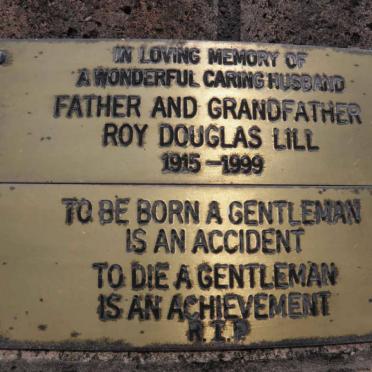 IN LOVING MEMORY OF
A WONDERFUL CARING HUSBAND
FATHER AND GRANDFATHER
ROY DOUGLAS LILL
1915-1999
TO BE BORN A GENTLEMAN
IS AN ACCIDENT
TO DIE A GENTLEMAN
IS AN ACHIEVEMENT
R.I.P